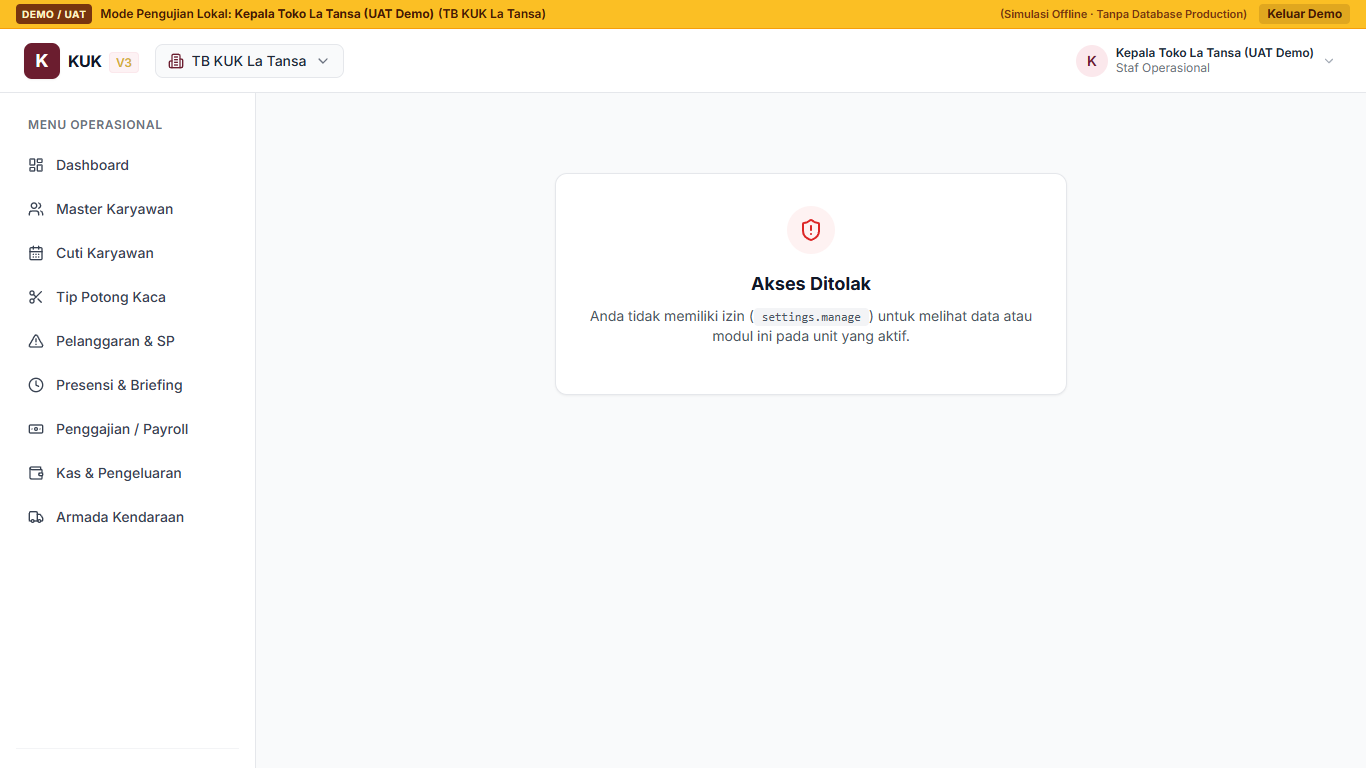 DEMO / UAT Mode Pengujian Lokal: Kepala Toko La Tansa (UAT Demo) (TB KUK La Tansa) (Simulasi Offline · Tanpa Database Production) Keluar Demo
K KUK V3 TB KUK La Tansa
K Kepala Toko La Tansa (UAT Demo)
Staf Operasional
MENU OPERASIONAL
Dashboard
Master Karyawan
Cuti Karyawan
Tip Potong Kaca
Pelanggaran & SP
Presensi & Briefing
Penggajian / Payroll
Kas & Pengeluaran
Armada Kendaraan
Akses Ditolak
Anda tidak memiliki izin ( settings.manage ) untuk melihat data atau
modul ini pada unit yang aktif.